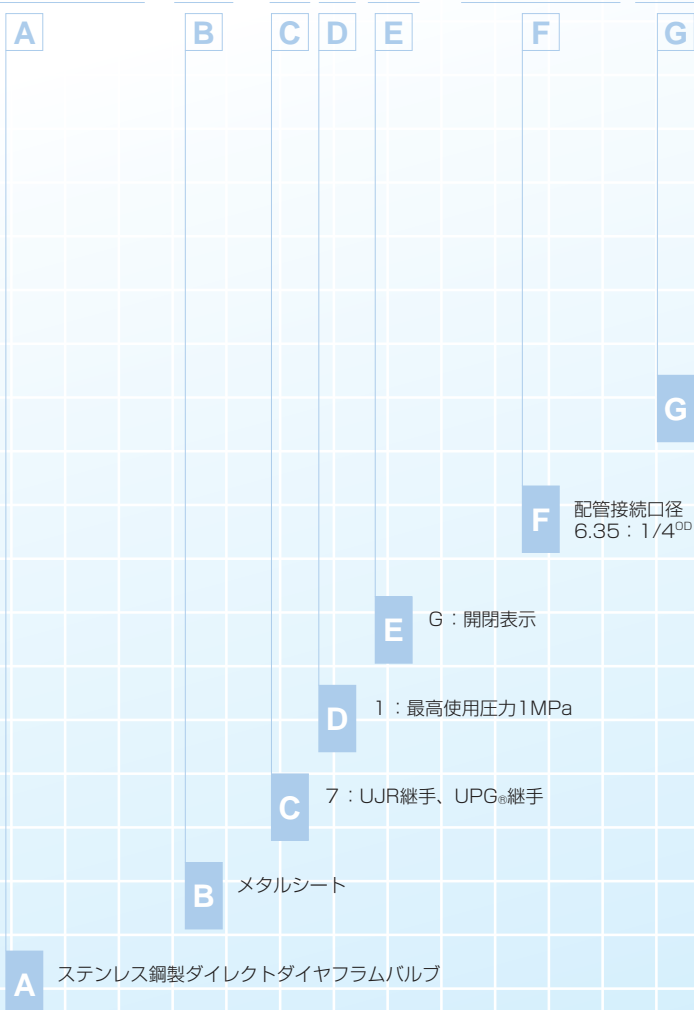 A B C D E F G
G
F 配管接続口径
6.35：1/4OD
E G：開閉表示
D 1：最高使用圧力1MPa
C 7：UJR継手、UPG®継手
B メタルシート
A ステンレス鋼製ダイレクトダイヤフラムバルブ